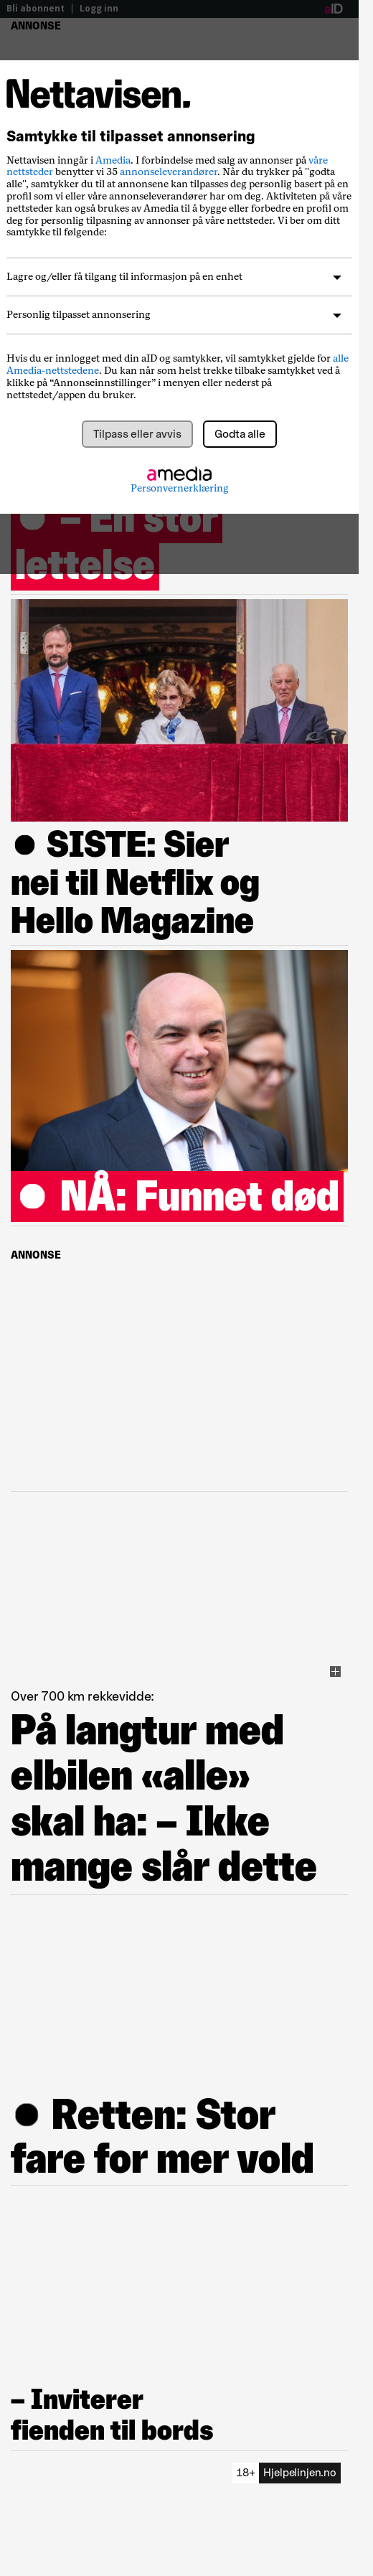 Bli abonnent | Logg inn
aID
ANNONSE
Nettavisen.
Samtykke til tilpasset annonsering
Nettavisen inngår i Amedia. I forbindelse med salg av annonser på våre
nettsteder benytter vi 35 annonseleverandører. Når du trykker på "godta
alle", samtykker du til at annonsene kan tilpasses deg personlig basert på en
profil som vi eller våre annonseleverandører har om deg. Aktiviteten på våre
nettsteder kan også brukes av Amedia til å bygge eller forbedre en profil om
deg for personlig tilpasning av annonser på våre nettsteder. Vi ber om ditt
samtykke til følgende:
Lagre og/eller få tilgang til informasjon på en enhet
Personlig tilpasset annonsering
Hvis du er innlogget med din aID og samtykker, vil samtykket gjelde for alle
Amedia-nettstedene. Du kan når som helst trekke tilbake samtykket ved å
klikke på “Annonseinnstillinger” i menyen eller nederst på
nettstedet/appen du bruker.
Tilpass eller avvis
Godta alle
amedia
Personvernerklæring
– En stor
lettelse
SISTE: Sier
nei til Netflix og
Hello Magazine
NÅ: Funnet død
ANNONSE
Over 700 km rekkevidde:
På langtur med
elbilen «alle»
skal ha: – Ikke
mange slår dette
Retten: Stor
fare for mer vold
– Inviterer
fienden til bords
18+ Hjelpelinjen.no